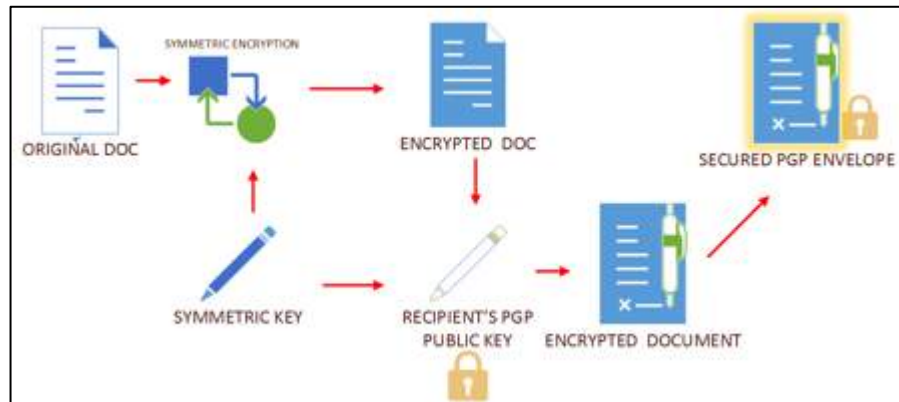 SYMMETRIC ENCRYPTION
ORIGINAL DOC
ENCRYPTED DOC
SECURED PGP ENVELOPE
SYMMETRIC KEY
RECIPIENT'S PGP
PUBLIC KEY
ENCRYPTED DOCUMENT